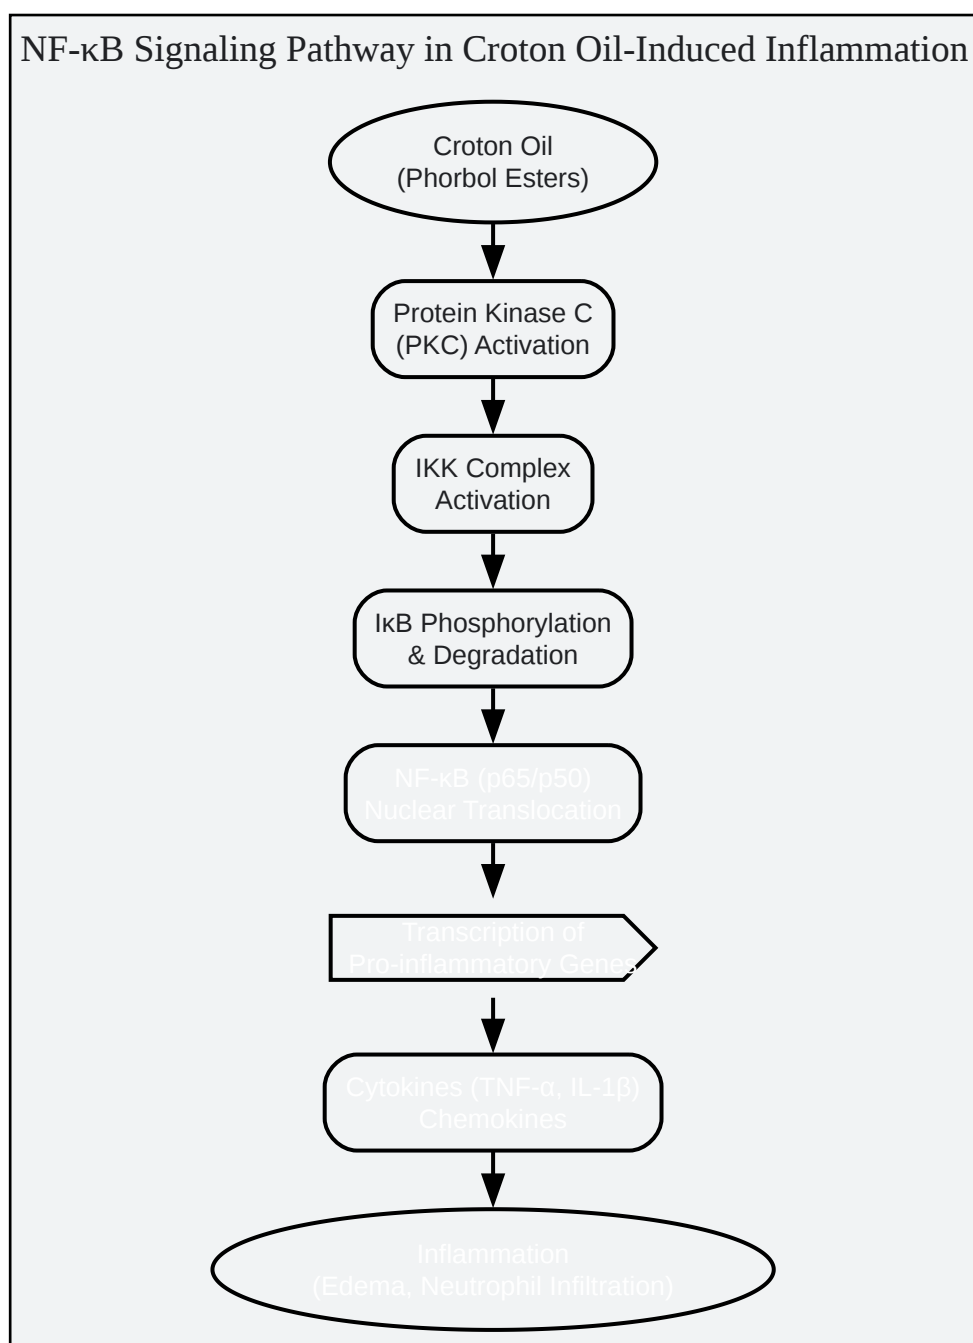 NF-κB Signaling Pathway in Croton Oil-Induced Inflammation
Croton Oil
(Phorbol Esters)
Protein Kinase C
(PKC) Activation
IKK Complex
Activation
IκB Phosphorylation
& Degradation
NF-κB (p65/p50)
Nuclear Translocation
Transcription of
Pro-inflammatory Genes
Cytokines (TNF-α, IL-1β)
Chemokines
Inflammation
(Edema, Neutrophil Infiltration)